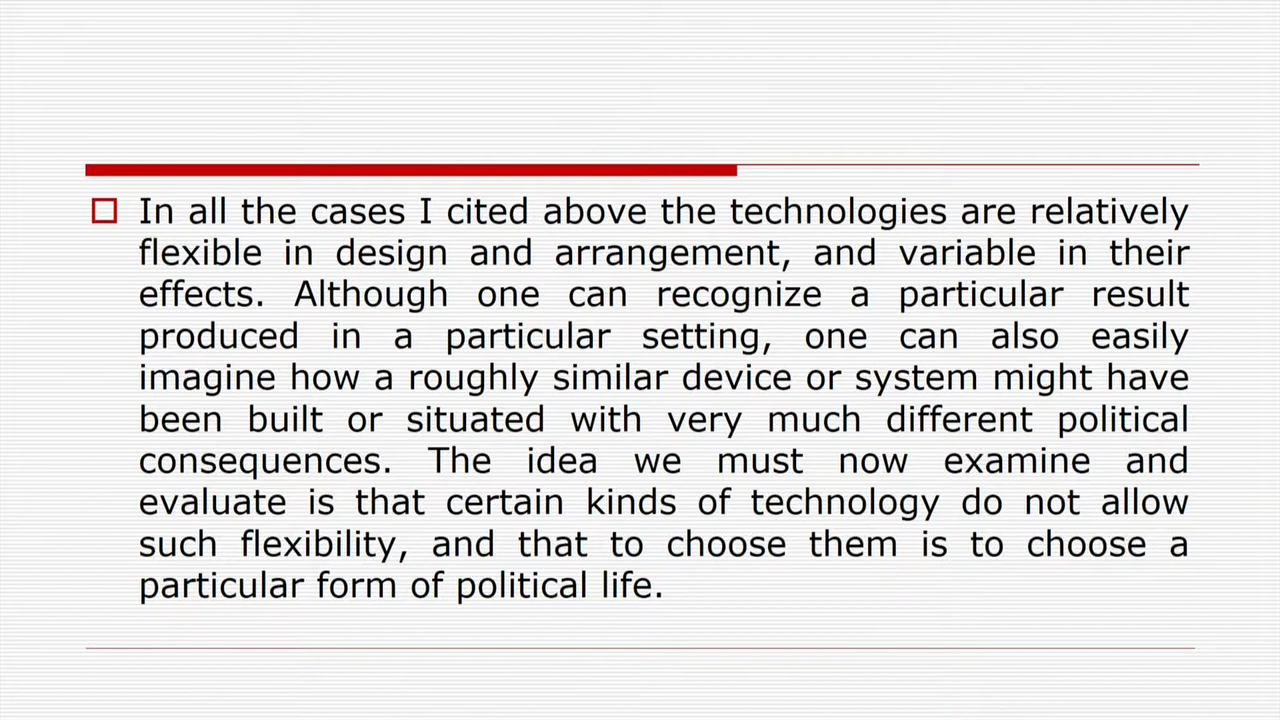 In all the cases I cited above the technologies are relatively
flexible in design and arrangement, and variable in their
effects. Although one can recognize a particular result
produced in a particular setting, one can also easily
imagine how a roughly similar device or system might have
been built or situated with very much different political
consequences. The idea we must now examine and
evaluate is that certain kinds of technology do not allow
such flexibility, and that to choose them is to choose a
particular form of political life.